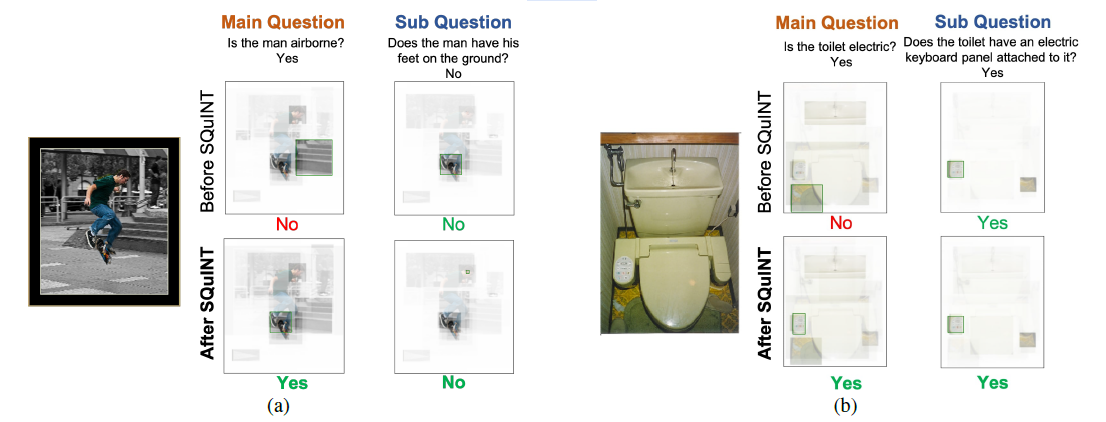 Main Question
Is the man airborne?
Yes
Sub Question
Does the man have his
feet on the ground?
No
Before SQuINT
No
No
After SQuINT
Yes
No
(a)
Main Question
Is the toilet electric?
Yes
Sub Question
Does the toilet have an electric
keyboard panel attached to it?
Yes
Before SQuINT
No
Yes
After SQuINT
Yes
Yes
(b)